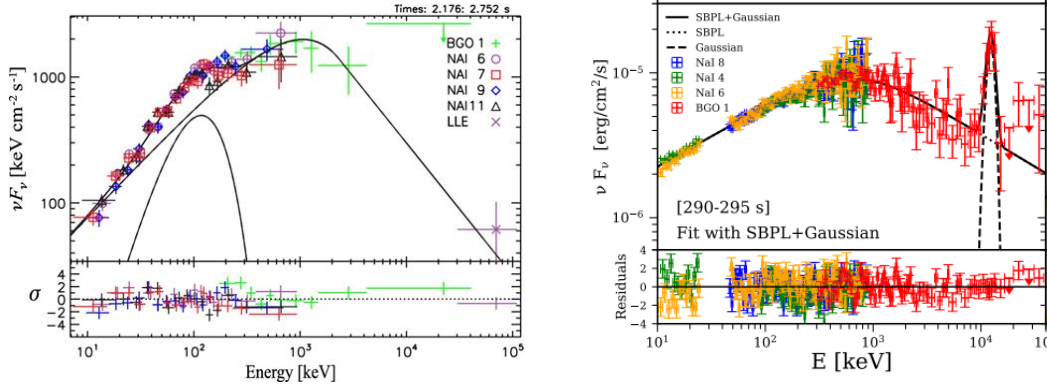 Times: 2.176: 2.752 s
BGO 1
NAI 6
NAI 7
NAI 9
NAI 11
LLE
νFν [keV cm⁻² s⁻¹]
1000
100
σ
4
2
0
-2
-4
10¹ 10² 10³ 10⁴ 10⁵
Energy [keV]
SBPL+Gaussian
SBPL
Gaussian
NaI 8
NaI 4
NaI 6
BGO 1
ν Fν [erg/cm²/s]
10⁻⁵
10⁻⁶
[290-295 s]
Fit with SBPL+Gaussian
Residuals
4
2
0
−2
−4
10¹ 10² 10³ 10⁴
E [keV]